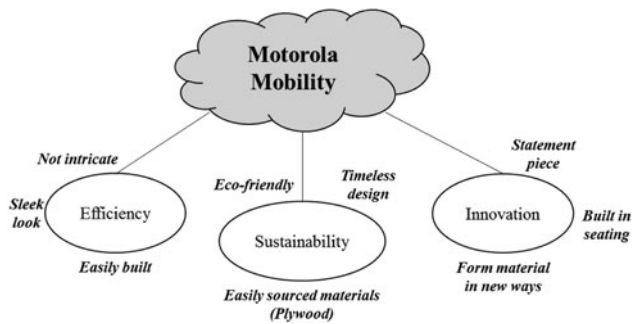 Motorola
Mobility
Not intricate
Sleek
look
Efficiency
Easily built
Eco-friendly
Timeless
design
Sustainability
Easily sourced materials
(Plywood)
Statement
piece
Innovation
Built in
seating
Form material
in new ways